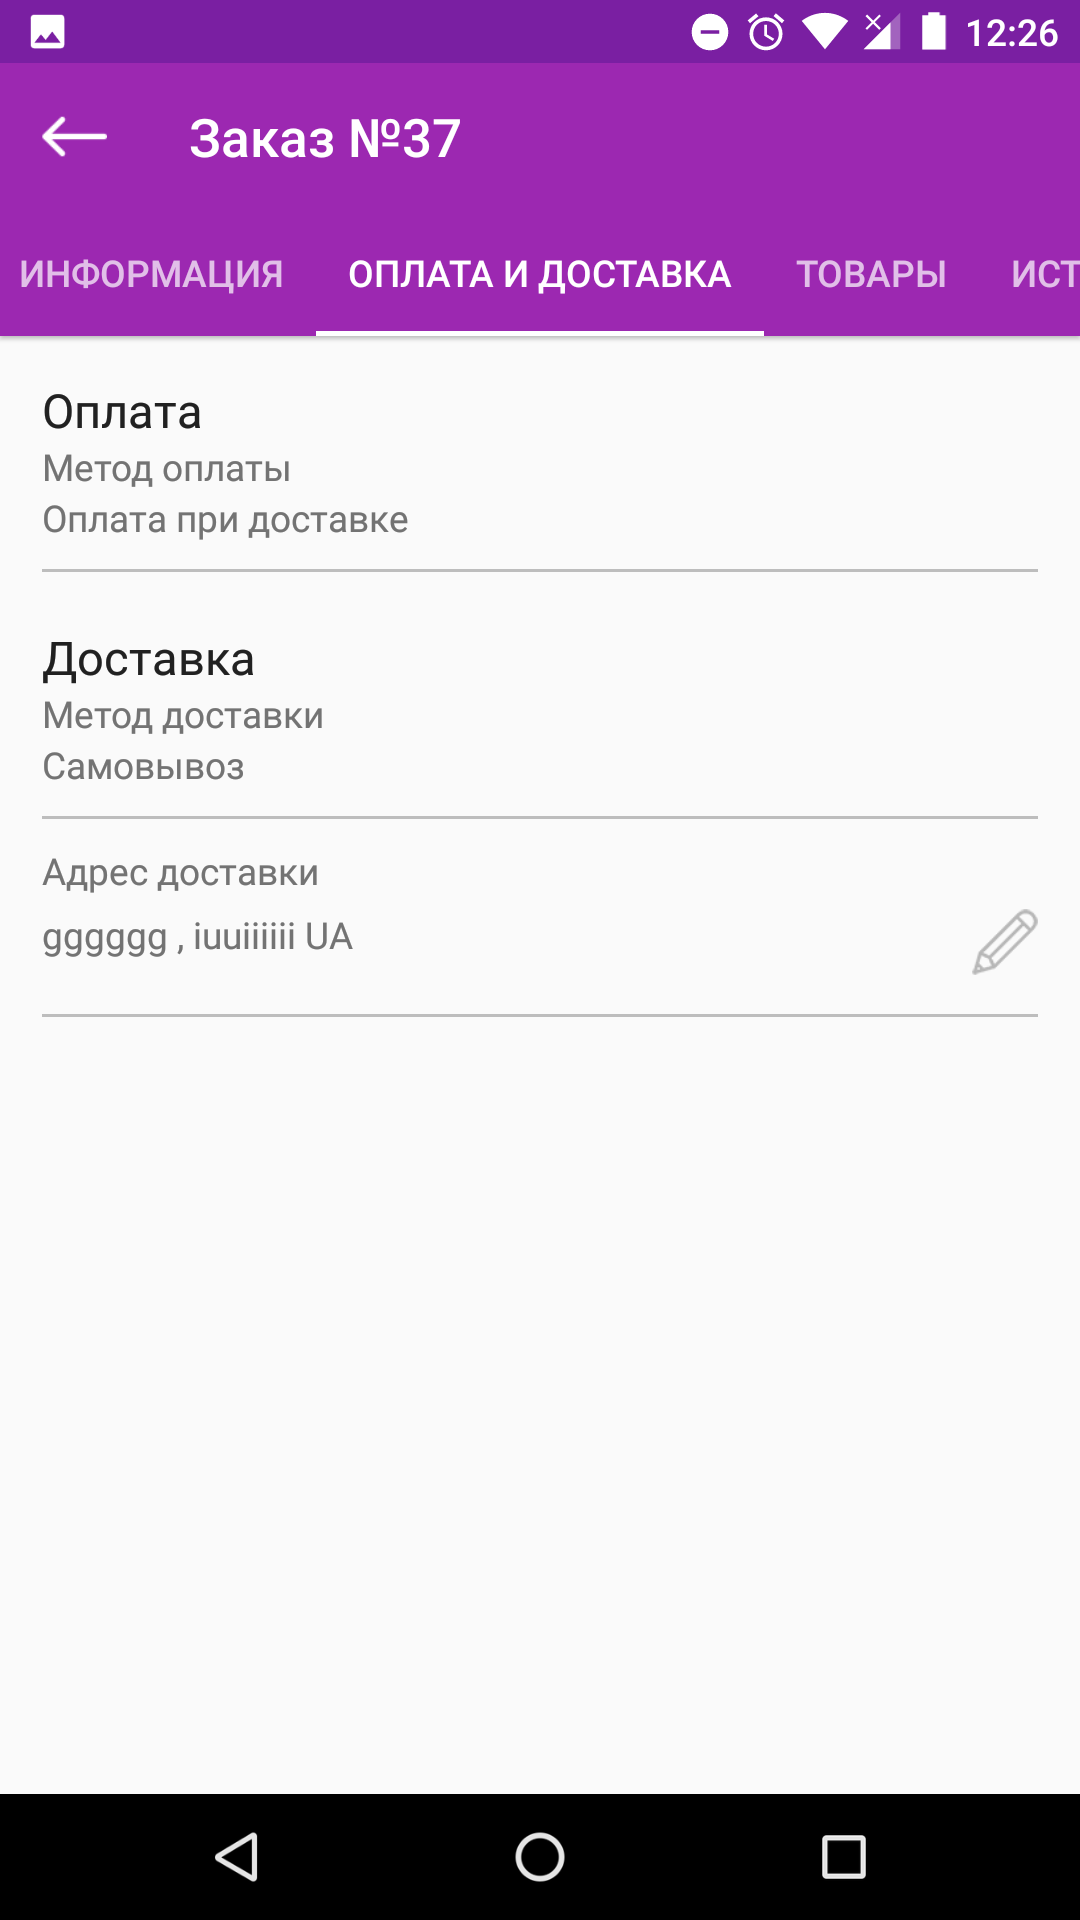 12:26
Заказ №37
ИНФОРМАЦИЯ ОПЛАТА И ДОСТАВКА ТОВАРЫ ИСТ
Оплата
Метод оплаты
Оплата при доставке
Доставка
Метод доставки
Самовывоз
Адрес доставки
gggggg , iuuiiiiii UA